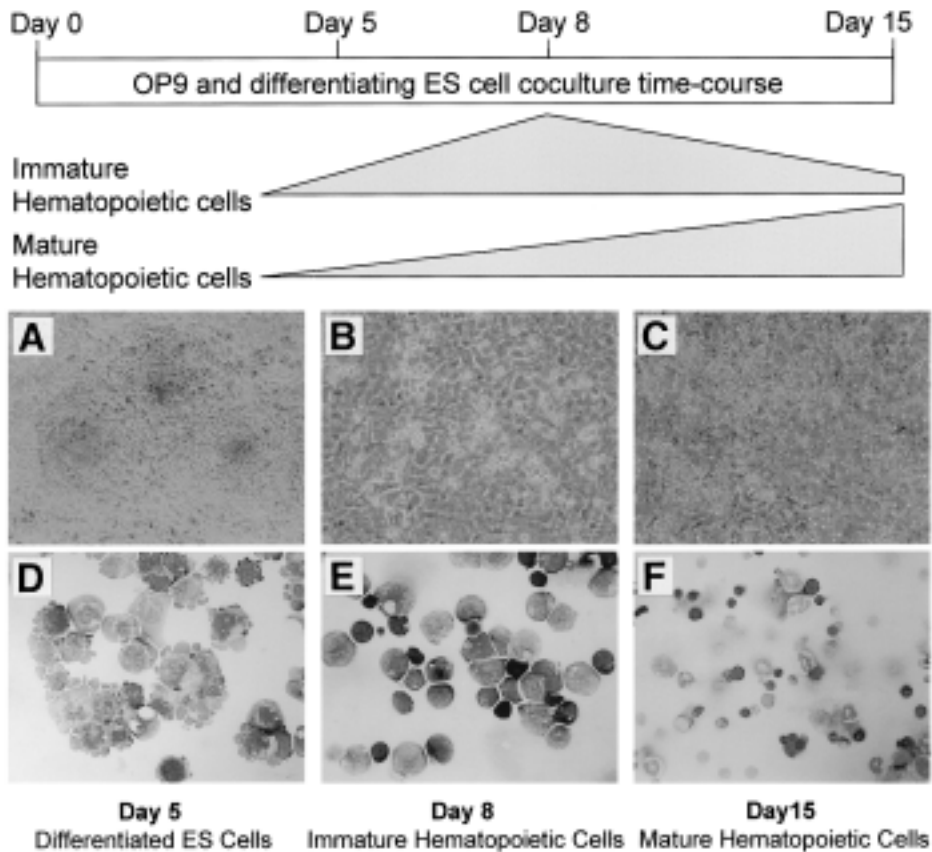 Day 0 Day 5 Day 8 Day 15
OP9 and differentiating ES cell coculture time-course
Immature
Hematopoietic cells
Mature
Hematopoietic cells
A B C
D E F
Day 5 Day 8 Day15
Differentiated ES Cells Immature Hematopoietic Cells Mature Hematopoietic Cells